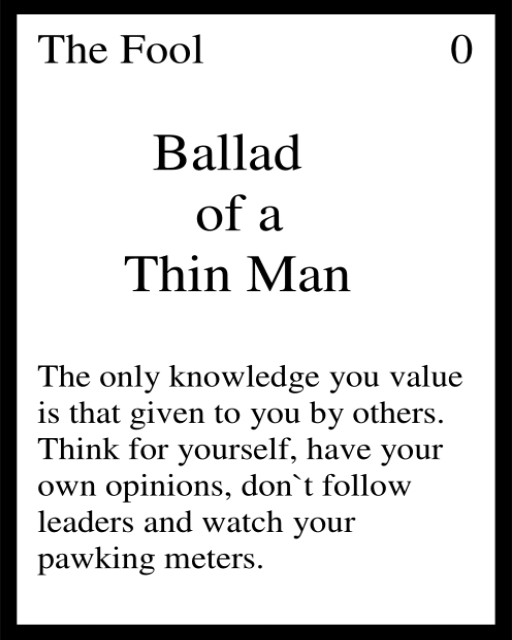 The Fool 0
Ballad
of a
Thin Man
The only knowledge you value
is that given to you by others.
Think for yourself, have your
own opinions, don`t follow
leaders and watch your
pawking meters.